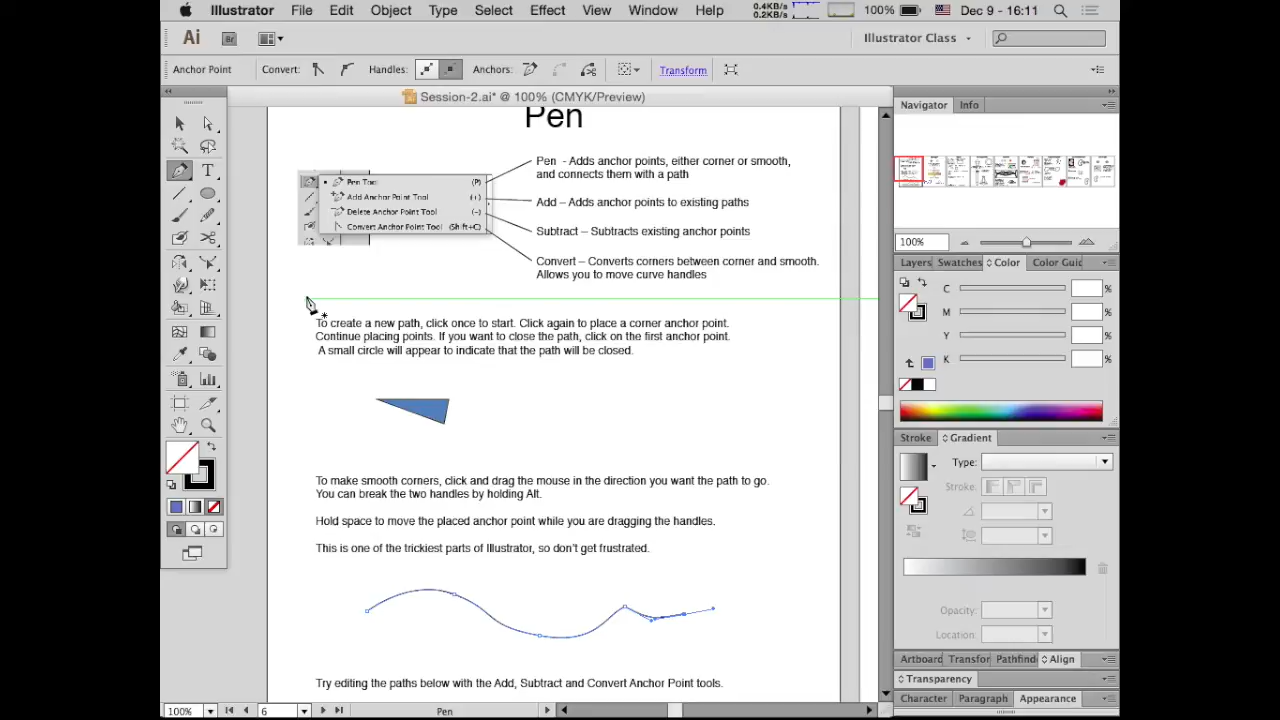 Illustrator File Edit Object Type Select Effect View Window Help 0.4KB/s 0.2KB/s 100% Dec 9 - 16:11
Ai Br Illustrator Class
Anchor Point Convert: Handles: Anchors: Transform
Session-2.ai* @ 100% (CMYK/Preview)
Navigator Info
Pen
Pen - Adds anchor points, either corner or smooth,
and connects them with a path
Pen Tool (P)
Add Anchor Point Tool (+)
Delete Anchor Point Tool (-)
Convert Anchor Point Tool (Shift+C)
Add – Adds anchor points to existing paths
Subtract – Subtracts existing anchor points
Convert – Converts corners between corner and smooth.
Allows you to move curve handles
To create a new path, click once to start. Click again to place a corner anchor point.
Continue placing points. If you want to close the path, click on the first anchor point.
A small circle will appear to indicate that the path will be closed.
To make smooth corners, click and drag the mouse in the direction you want the path to go.
You can break the two handles by holding Alt.
Hold space to move the placed anchor point while you are dragging the handles.
This is one of the trickiest parts of Illustrator, so don't get frustrated.
Try editing the paths below with the Add, Subtract and Convert Anchor Point tools.
100%
Layers Swatches Color Color Guid
C %
M %
Y %
K %
Stroke Gradient
Type:
Stroke:
Opacity:
Location:
Artboard Transfor Pathfind Align
Transparency
Character Paragraph Appearance
100% 6 Pen